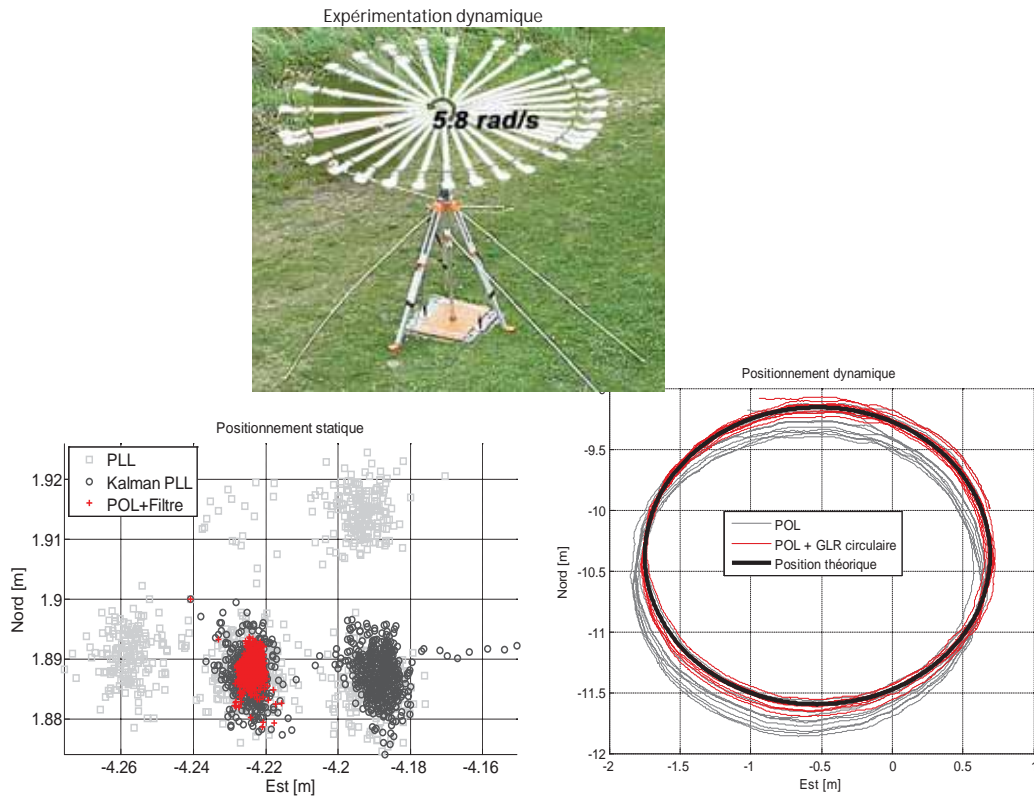 Expérimentation dynamique
5.8 rad/s
Positionnement statique
PLL
Kalman PLL
POL+Filtre
1.92
1.91
1.9
1.89
1.88
Nord [m]
-4.26
-4.24
-4.22
-4.2
-4.18
-4.16
Est [m]
Positionnement dynamique
-9.5
-10
-10.5
-11
-11.5
-12
Nord [m]
POL
POL + GLR circulaire
Position théorique
-2
-1.5
-1
-0.5
0
0.5
1
Est [m]